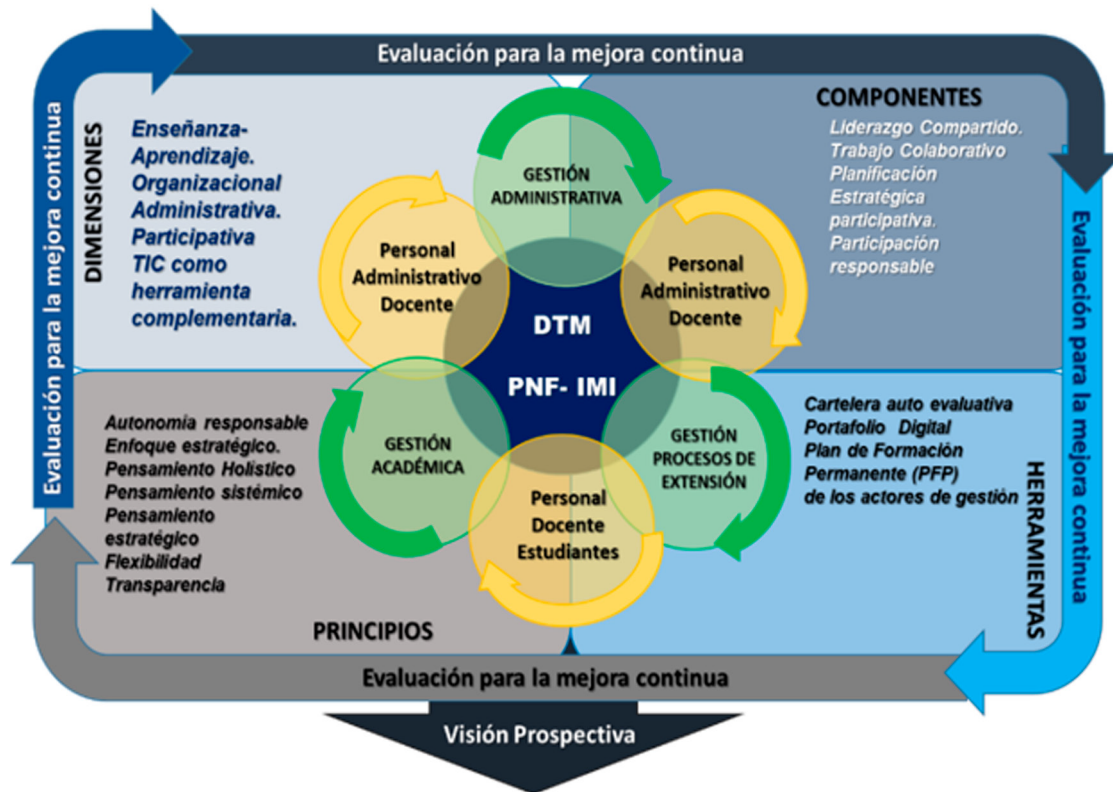 Evaluación para la mejora continua
Evaluación para la mejora continua
DIMENSIONES
Enseñanza-
Aprendizaje.
Organizacional
Administrativa.
Participativa
TIC como
herramienta
complementaria.
COMPONENTES
Liderazgo Compartido.
Trabajo Colaborativo
Planificación
Estratégica
participativa.
Participación
responsable
GESTIÓN
ADMINISTRATIVA
Personal
Administrativo
Docente
Personal
Administrativo
Docente
DTM
PNF- IMI
GESTIÓN
ACADÉMICA
GESTIÓN
PROCESOS DE
EXTENSIÓN
Personal
Docente
Estudiantes
Autonomía responsable
Enfoque estratégico.
Pensamiento Holístico
Pensamiento sistémico
Pensamiento
estratégico
Flexibilidad
Transparencia
PRINCIPIOS
Cartelera auto evaluativa
Portafolio Digital
Plan de Formación
Permanente (PFP)
de los actores de gestión
HERRAMIENTAS
Evaluación para la mejora continua
Evaluación para la mejora continua
Visión Prospectiva